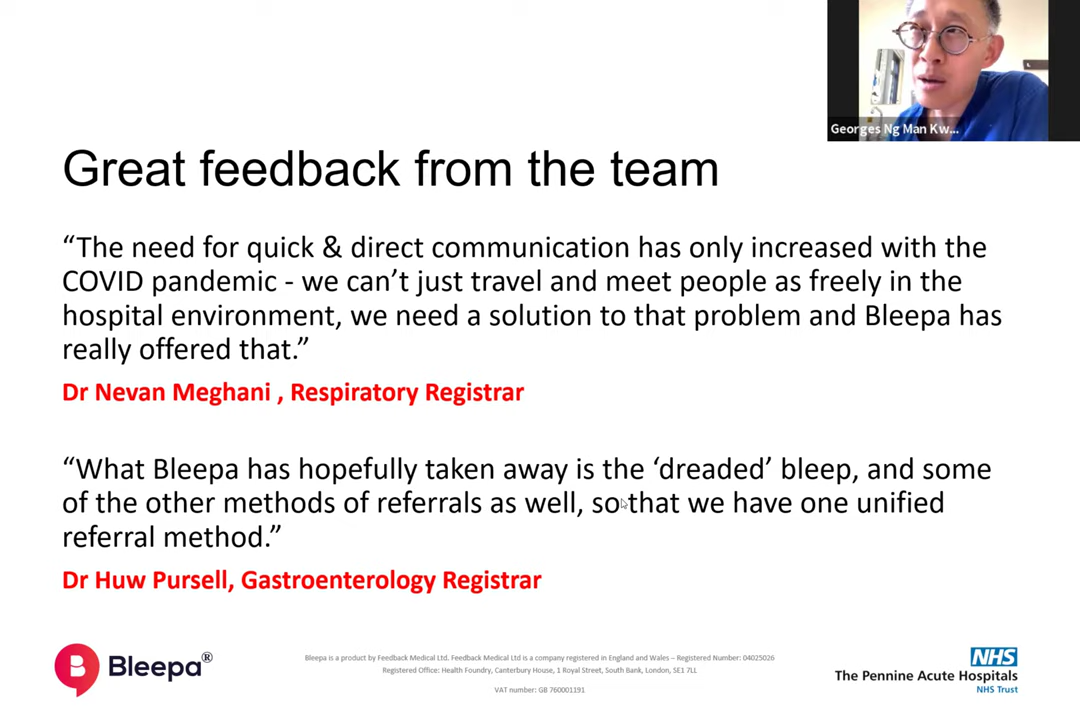 Georges Ng Man Kw...
Great feedback from the team
“The need for quick & direct communication has only increased with the
COVID pandemic - we can’t just travel and meet people as freely in the
hospital environment, we need a solution to that problem and Bleepa has
really offered that.”
Dr Nevan Meghani , Respiratory Registrar
“What Bleepa has hopefully taken away is the ‘dreaded’ bleep, and some
of the other methods of referrals as well, so that we have one unified
referral method.”
Dr Huw Pursell, Gastroenterology Registrar
B Bleepa®
Bleepa is a product by Feedback Medical Ltd. Feedback Medical Ltd is a company registered in England and Wales – Registered Number: 04025026
Registered Office: Health Foundry, Canterbury House, 1 Royal Street, South Bank, London, SE1 7LL
VAT number: GB 760001191
NHS
The Pennine Acute Hospitals
NHS Trust